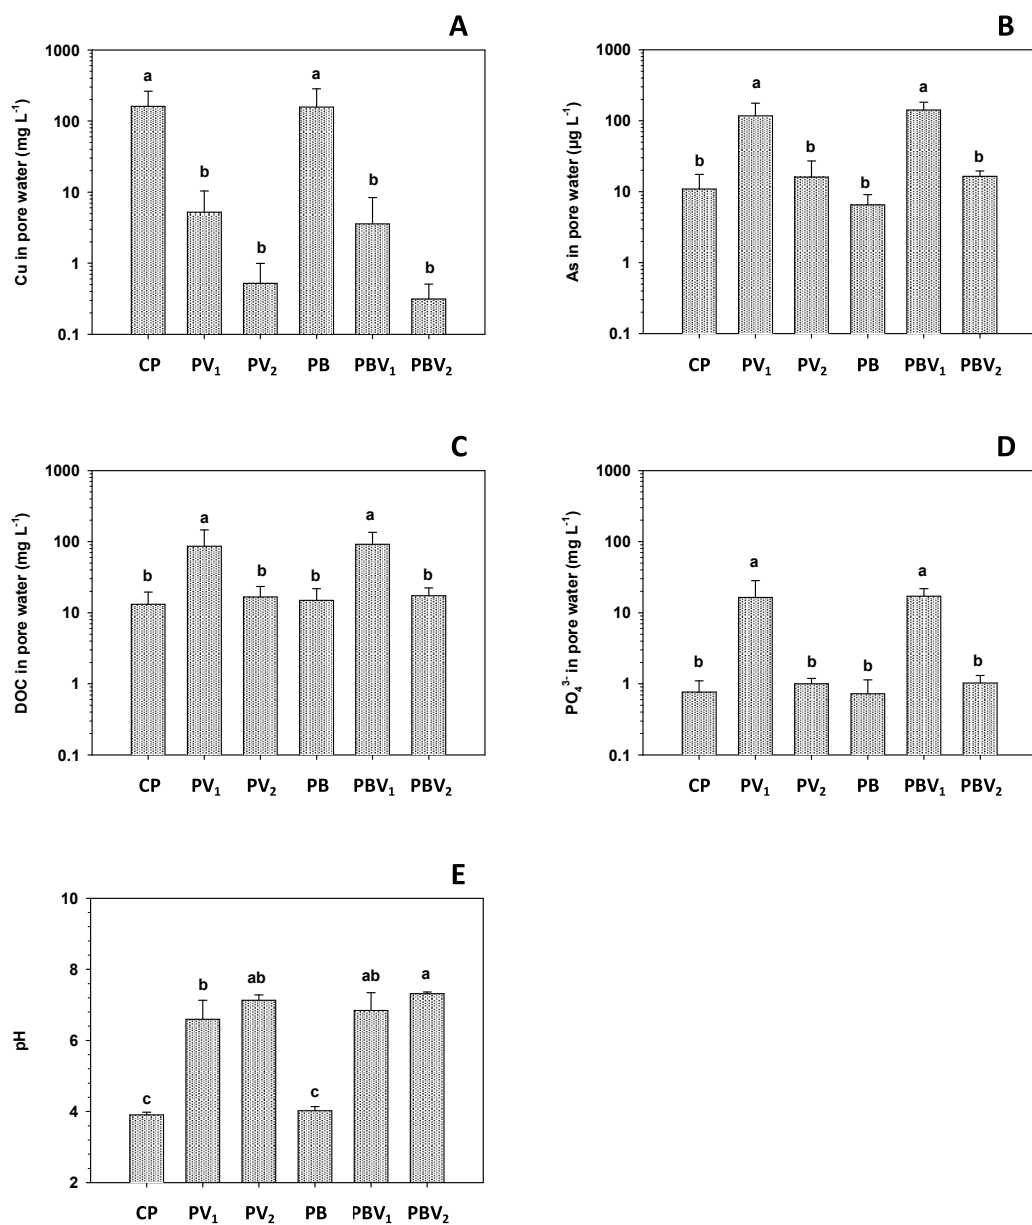 A
Cu in pore water (mg L-1)
1000
100
10
1
0.1
a
b
b
a
b
b
CP PV1 PV2 PB PBV1 PBV2
B
As in pore water (µg L-1)
1000
100
10
1
0.1
b
a
b
b
a
b
CP PV1 PV2 PB PBV1 PBV2
C
DOC in pore water (mg L-1)
1000
100
10
1
0.1
b
a
b
b
a
b
CP PV1 PV2 PB PBV1 PBV2
D
PO43- in pore water (mg L-1)
1000
100
10
1
0.1
b
a
b
b
a
b
CP PV1 PV2 PB PBV1 PBV2
E
pH
10
8
6
4
2
c
b
ab
c
ab
a
CP PV1 PV2 PB PBV1 PBV2